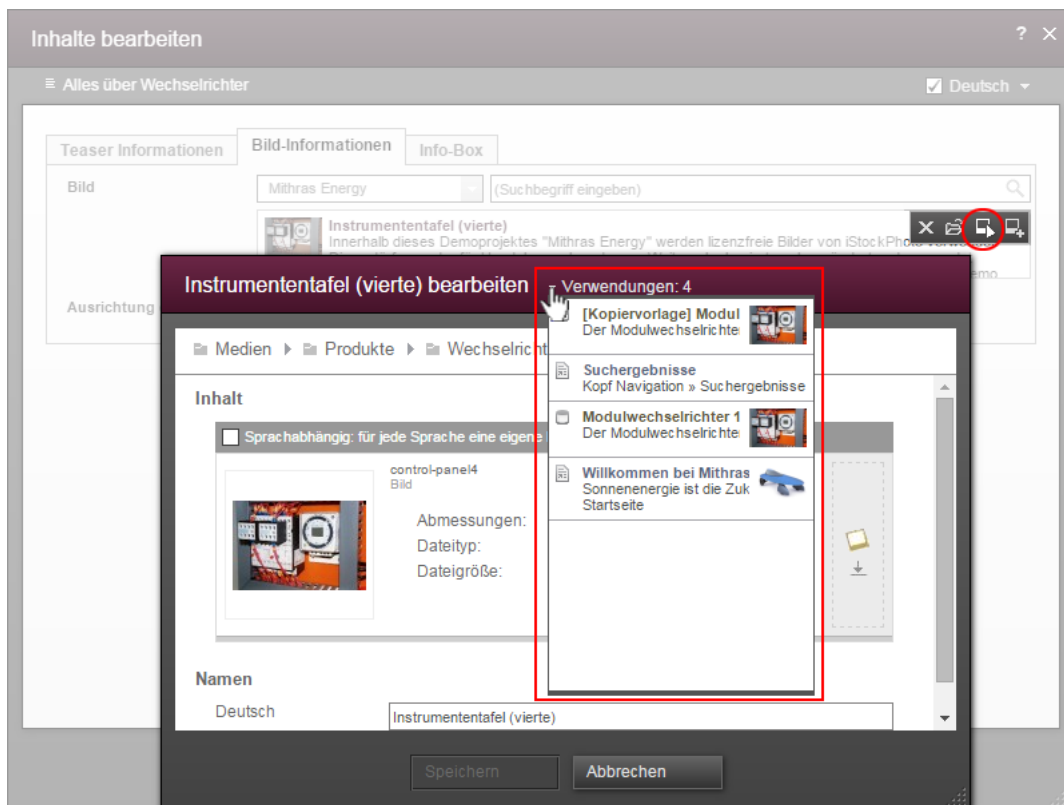 Inhalte bearbeiten
?
Alles über Wechselrichter
Deutsch
Teaser Informationen
Bild-Informationen
Info-Box
Bild
Mithras Energy
(Suchbegriff eingeben)
Instrumententafel (vierte)
Innerhalb dieses Demoprojektes "Mithras Energy" werden lizenzfreie Bilder von iStockPhoto
Ausrichtung
Instrumententafel (vierte) bearbeiten
Verwendungen: 4
[Kopiervorlage] Modul
Der Modulwechselrichte
Suchergebnisse
Kopf Navigation » Suchergebnisse
Modulwechselrichter 1
Der Modulwechselrichte
Willkommen bei Mithras
Sonnenenergie ist die Zuk
Startseite
Medien
Produkte
Wechselricht
Inhalt
Sprachabhängig: für jede Sprache eine eigene
control-panel4
Bild
Abmessungen:
Dateityp:
Dateigröße:
Namen
Deutsch
Instrumententafel (vierte)
Speichern
Abbrechen